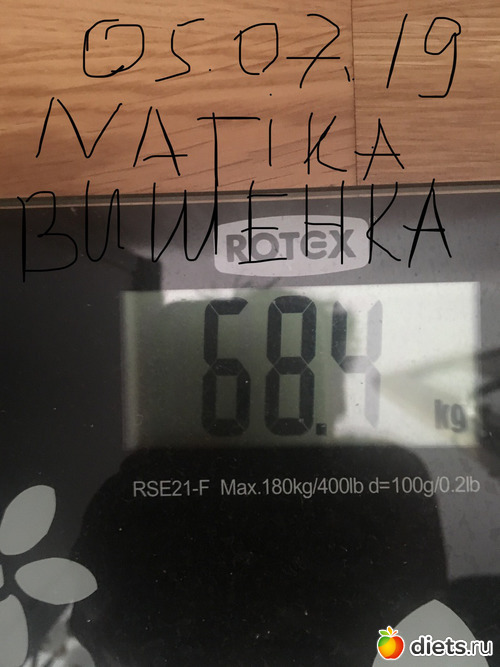 05.07.19
NATIKA
ВИШЕНКА
ROTEX
68.4 kg
RSE21-F Max.180kg/400lb d=100g/0.2lb
diets.ru